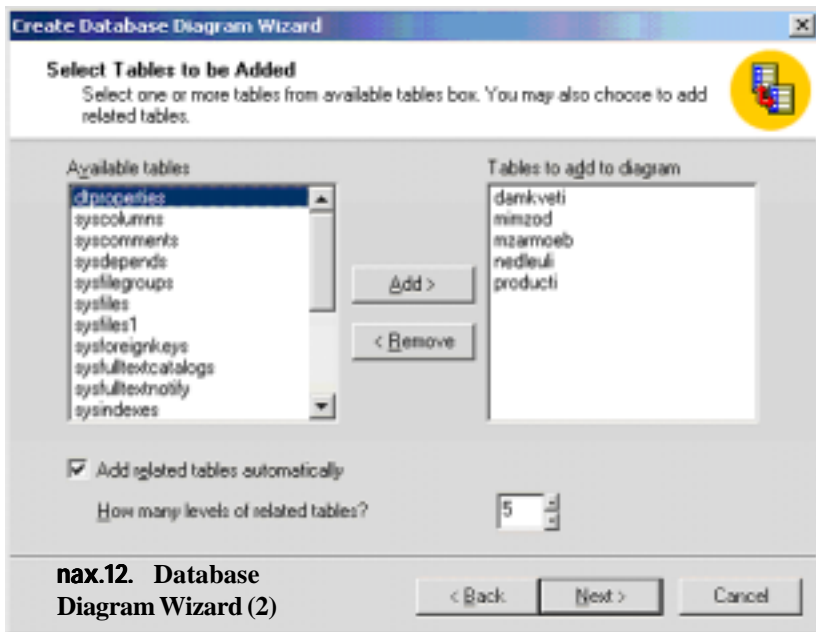 Create Database Diagram Wizard
Select Tables to be Added
Select one or more tables from available tables box. You may also choose to add
related tables.
Available tables
dtproperties
syscolumns
syscomments
sysdepends
sysfilegroups
sysfiles
sysfiles1
sysforeignkeys
sysfulltextcatalogs
sysfulltextnotify
sysindexes
Add >
< Remove
Tables to add to diagram
damkveti
mimzod
mzarmoeb
nedleuli
producti
Add related tables automatically
How many levels of related tables?
5
nax.12. Database
Diagram Wizard (2)
< Back
Next >
Cancel